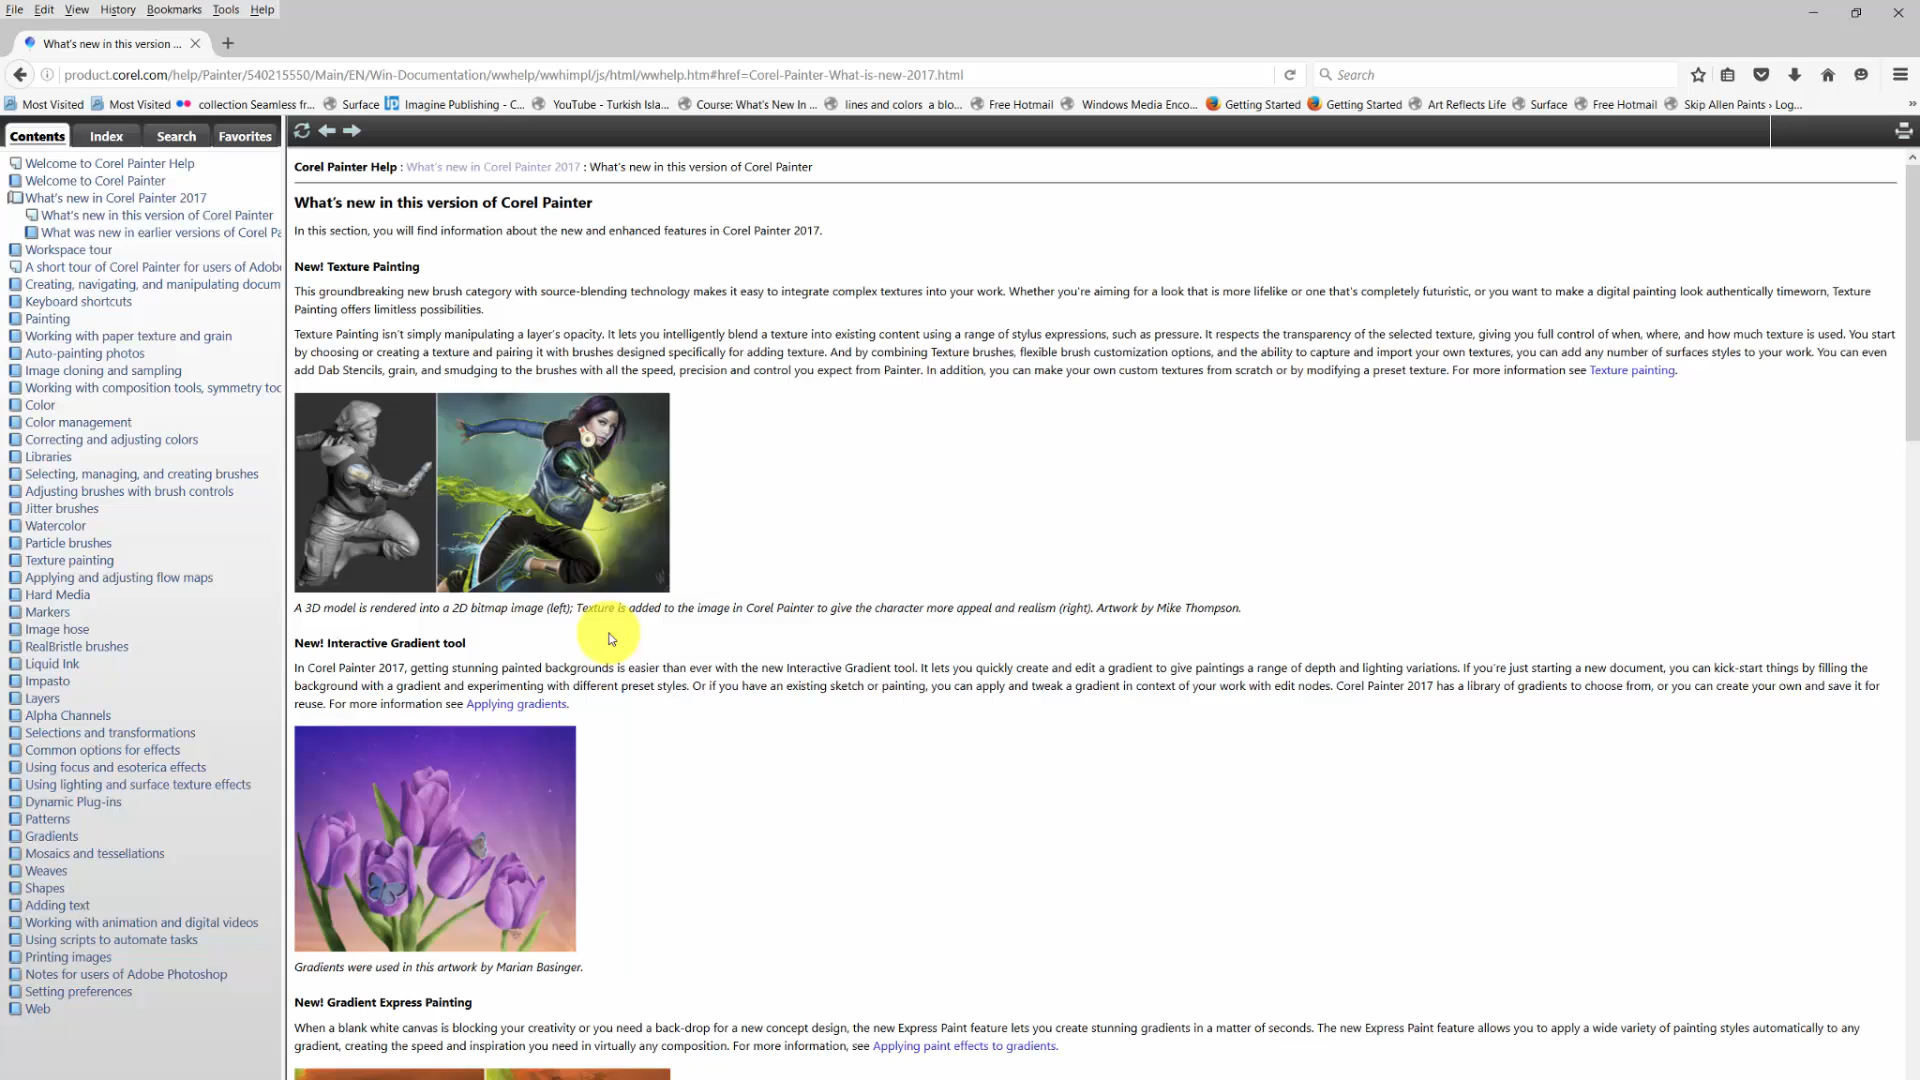 File Edit View History Bookmarks Tools Help
What's new in this version ...
product.corel.com/help/Painter/540215550/Main/EN/Win-Documentation/wwhelp/wwhimpl/js/html/wwhelp.htm#href=Corel-Painter-What-is-new-2017.html
Search
Most Visited Most Visited collection Seamless fr... Surface Imagine Publishing - C... YouTube - Turkish Isla... Course: What's New In ... lines and colors a blo... Free Hotmail Windows Media Enco... Getting Started Getting Started Art Reflects Life Surface Free Hotmail Skip Allen Paints › Log... »
Contents Index Search Favorites
Welcome to Corel Painter Help
Welcome to Corel Painter
What's new in Corel Painter 2017
What's new in this version of Corel Painter
What was new in earlier versions of Corel Pa
Workspace tour
A short tour of Corel Painter for users of Adob
Creating, navigating, and manipulating docum
Keyboard shortcuts
Painting
Working with paper texture and grain
Auto-painting photos
Image cloning and sampling
Working with composition tools, symmetry toc
Color
Color management
Correcting and adjusting colors
Libraries
Selecting, managing, and creating brushes
Adjusting brushes with brush controls
Jitter brushes
Watercolor
Particle brushes
Texture painting
Applying and adjusting flow maps
Hard Media
Markers
Image hose
RealBristle brushes
Liquid Ink
Impasto
Layers
Alpha Channels
Selections and transformations
Common options for effects
Using focus and esoterica effects
Using lighting and surface texture effects
Dynamic Plug-ins
Patterns
Gradients
Mosaics and tessellations
Weaves
Shapes
Adding text
Working with animation and digital videos
Using scripts to automate tasks
Printing images
Notes for users of Adobe Photoshop
Setting preferences
Web
Corel Painter Help : What's new in Corel Painter 2017 : What's new in this version of Corel Painter
What's new in this version of Corel Painter
In this section, you will find information about the new and enhanced features in Corel Painter 2017.
New! Texture Painting
This groundbreaking new brush category with source-blending technology makes it easy to integrate complex textures into your work. Whether you're aiming for a look that is more lifelike or one that's completely futuristic, or you want to make a digital painting look authentically timeworn, Texture
Painting offers limitless possibilities.
Texture Painting isn't simply manipulating a layer's opacity. It lets you intelligently blend a texture into existing content using a range of stylus expressions, such as pressure. It respects the transparency of the selected texture, giving you full control of when, where, and how much texture is used. You start
by choosing or creating a texture and pairing it with brushes designed specifically for adding texture. And by combining Texture brushes, flexible brush customization options, and the ability to capture and import your own textures, you can add any number of surfaces styles to your work. You can even
add Dab Stencils, grain, and smudging to the brushes with all the speed, precision and control you expect from Painter. In addition, you can make your own custom textures from scratch or by modifying a preset texture. For more information see Texture painting.
A 3D model is rendered into a 2D bitmap image (left); Texture is added to the image in Corel Painter to give the character more appeal and realism (right). Artwork by Mike Thompson.
New! Interactive Gradient tool
In Corel Painter 2017, getting stunning painted backgrounds is easier than ever with the new Interactive Gradient tool. It lets you quickly create and edit a gradient to give paintings a range of depth and lighting variations. If you're just starting a new document, you can kick-start things by filling the
background with a gradient and experimenting with different preset styles. Or if you have an existing sketch or painting, you can apply and tweak a gradient in context of your work with edit nodes. Corel Painter 2017 has a library of gradients to choose from, or you can create your own and save it for
reuse. For more information see Applying gradients.
Gradients were used in this artwork by Marian Basinger.
New! Gradient Express Painting
When a blank white canvas is blocking your creativity or you need a back-drop for a new concept design, the new Express Paint feature lets you create stunning gradients in a matter of seconds. The new Express Paint feature allows you to apply a wide variety of painting styles automatically to any
gradient, creating the speed and inspiration you need in virtually any composition. For more information, see Applying paint effects to gradients.